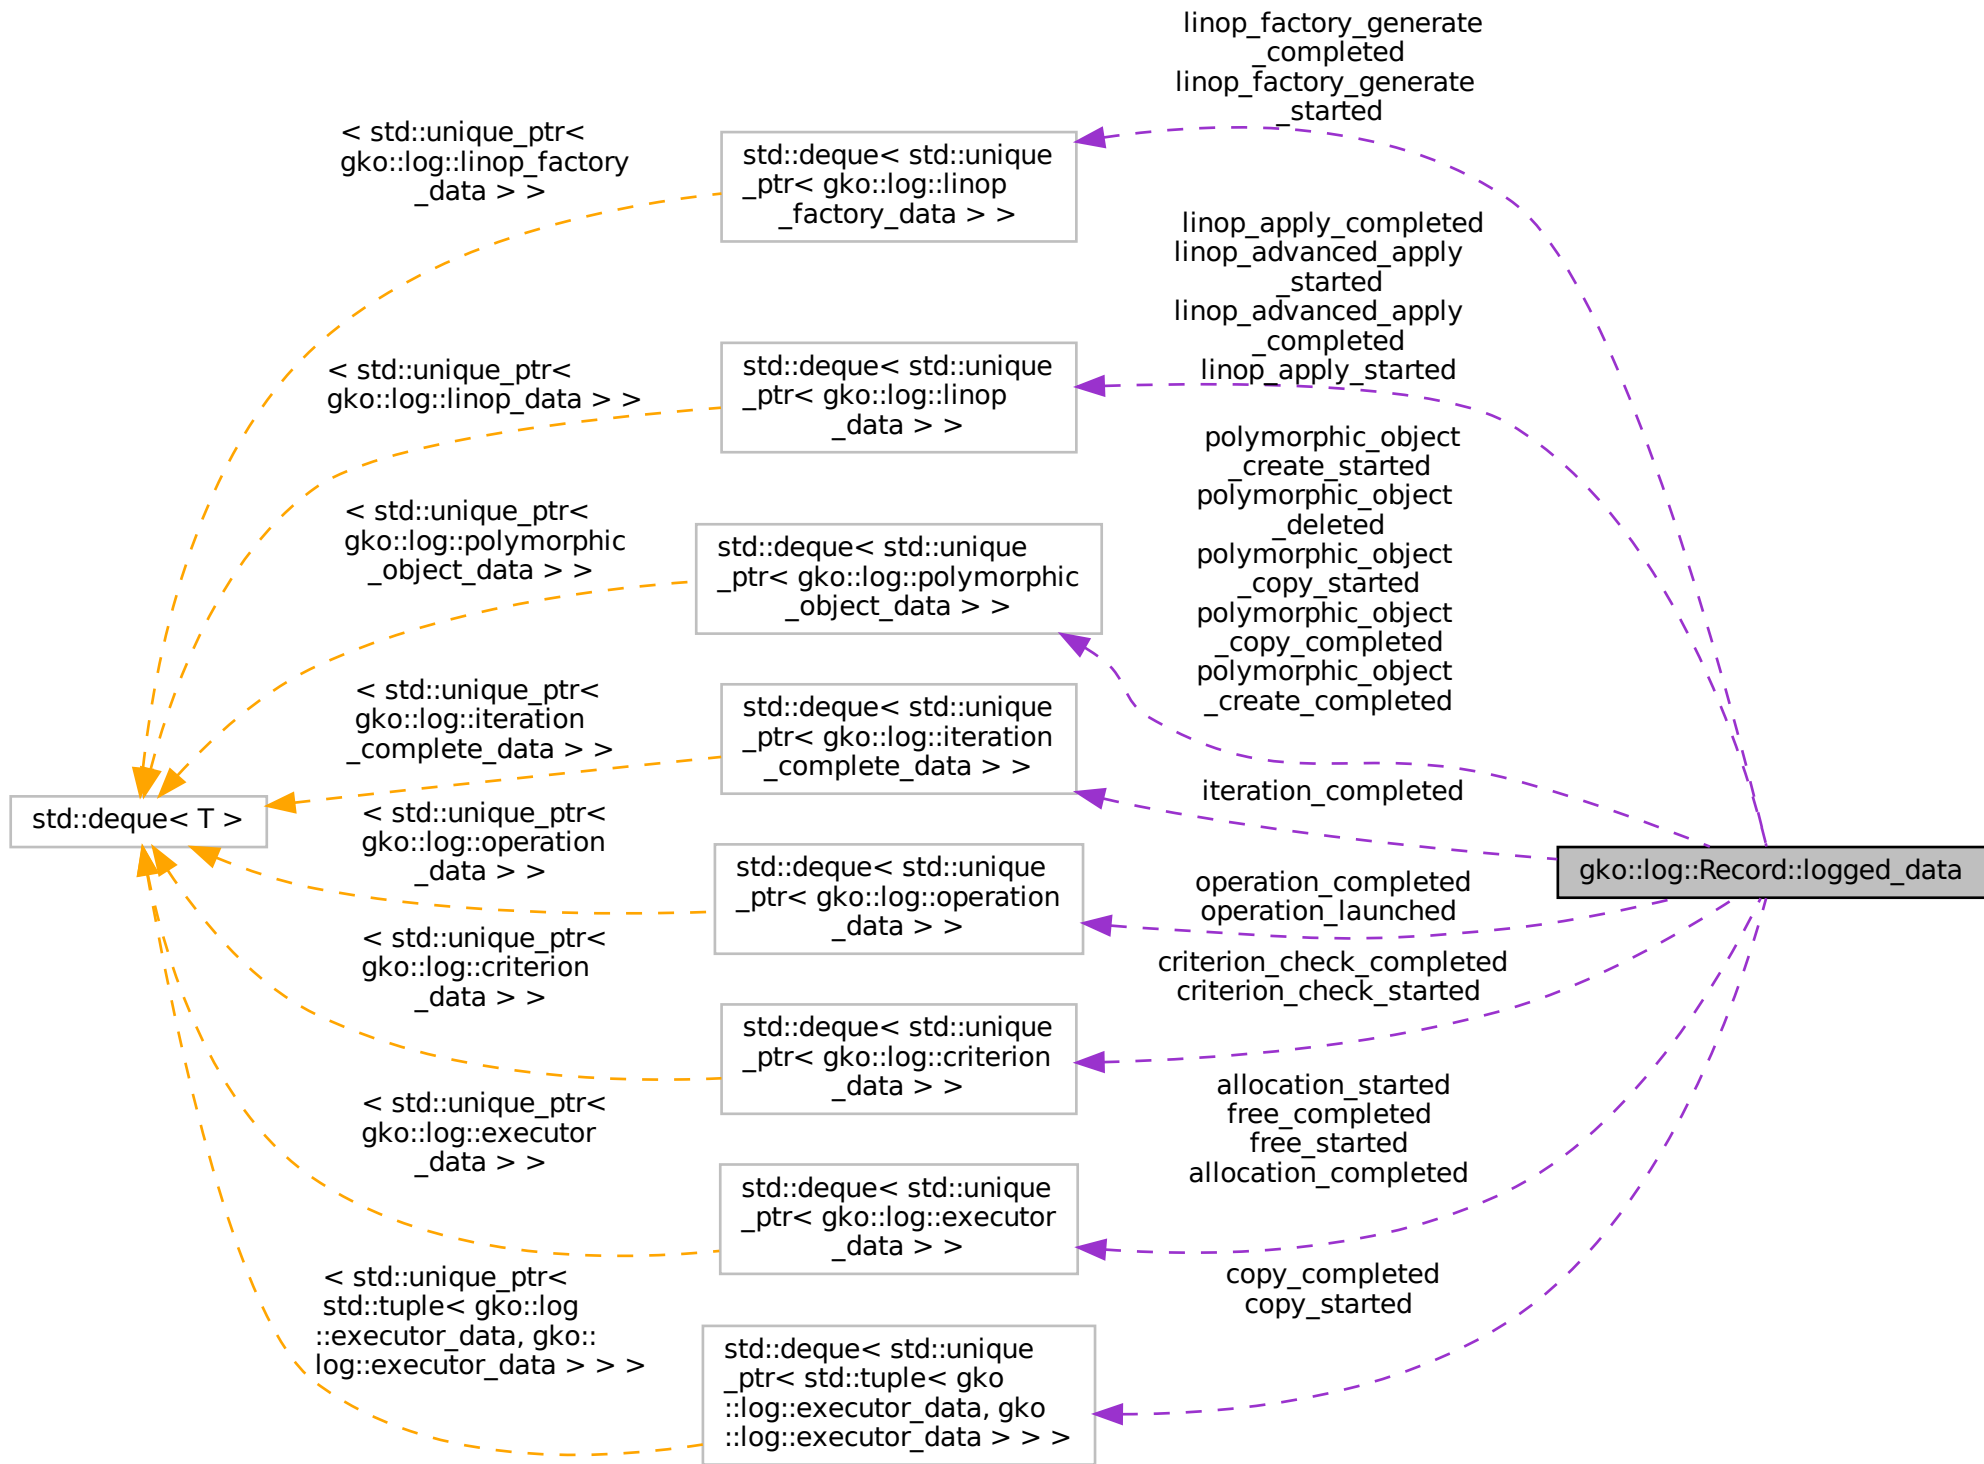 linop_factory_generate
_completed
linop_factory_generate
_started
< std::unique_ptr<
gko::log::linop_factory
_data > >
std::deque< std::unique
_ptr< gko::log::linop
_factory_data > >
linop_apply_completed
linop_advanced_apply
_started
linop_advanced_apply
_completed
linop_apply_started
< std::unique_ptr<
gko::log::linop_data > >
std::deque< std::unique
_ptr< gko::log::linop
_data > >
polymorphic_object
_create_started
polymorphic_object
_deleted
polymorphic_object
_copy_started
polymorphic_object
_copy_completed
polymorphic_object
_create_completed
< std::unique_ptr<
gko::log::polymorphic
_object_data > >
std::deque< std::unique
_ptr< gko::log::polymorphic
_object_data > >
< std::unique_ptr<
gko::log::iteration
_complete_data > >
std::deque< std::unique
_ptr< gko::log::iteration
_complete_data > >
iteration_completed
std::deque< T >
< std::unique_ptr<
gko::log::operation
_data > >
std::deque< std::unique
_ptr< gko::log::operation
_data > >
operation_completed
operation_launched
gko::log::Record::logged_data
< std::unique_ptr<
gko::log::criterion
_data > >
std::deque< std::unique
_ptr< gko::log::criterion
_data > >
criterion_check_completed
criterion_check_started
< std::unique_ptr<
gko::log::executor
_data > >
std::deque< std::unique
_ptr< gko::log::executor
_data > >
allocation_started
free_completed
free_started
allocation_completed
< std::unique_ptr<
std::tuple< gko::log
::executor_data, gko::
log::executor_data > > >
std::deque< std::unique
_ptr< std::tuple< gko
::log::executor_data, gko
::log::executor_data > > >
copy_completed
copy_started